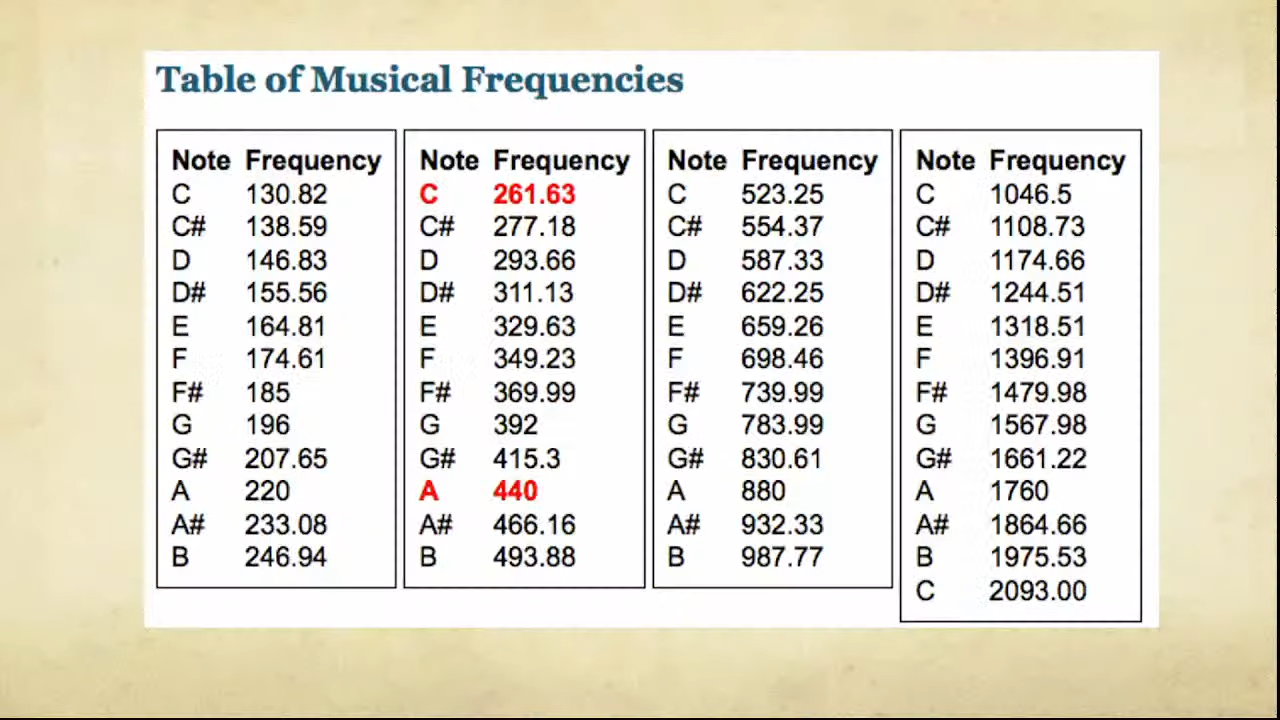 Table of Musical Frequencies
Note Frequency
C 130.82
C# 138.59
D 146.83
D# 155.56
E 164.81
F 174.61
F# 185
G 196
G# 207.65
A 220
A# 233.08
B 246.94
Note Frequency
C 261.63
C# 277.18
D 293.66
D# 311.13
E 329.63
F 349.23
F# 369.99
G 392
G# 415.3
A 440
A# 466.16
B 493.88
Note Frequency
C 523.25
C# 554.37
D 587.33
D# 622.25
E 659.26
F 698.46
F# 739.99
G 783.99
G# 830.61
A 880
A# 932.33
B 987.77
Note Frequency
C 1046.5
C# 1108.73
D 1174.66
D# 1244.51
E 1318.51
F 1396.91
F# 1479.98
G 1567.98
G# 1661.22
A 1760
A# 1864.66
B 1975.53
C 2093.00